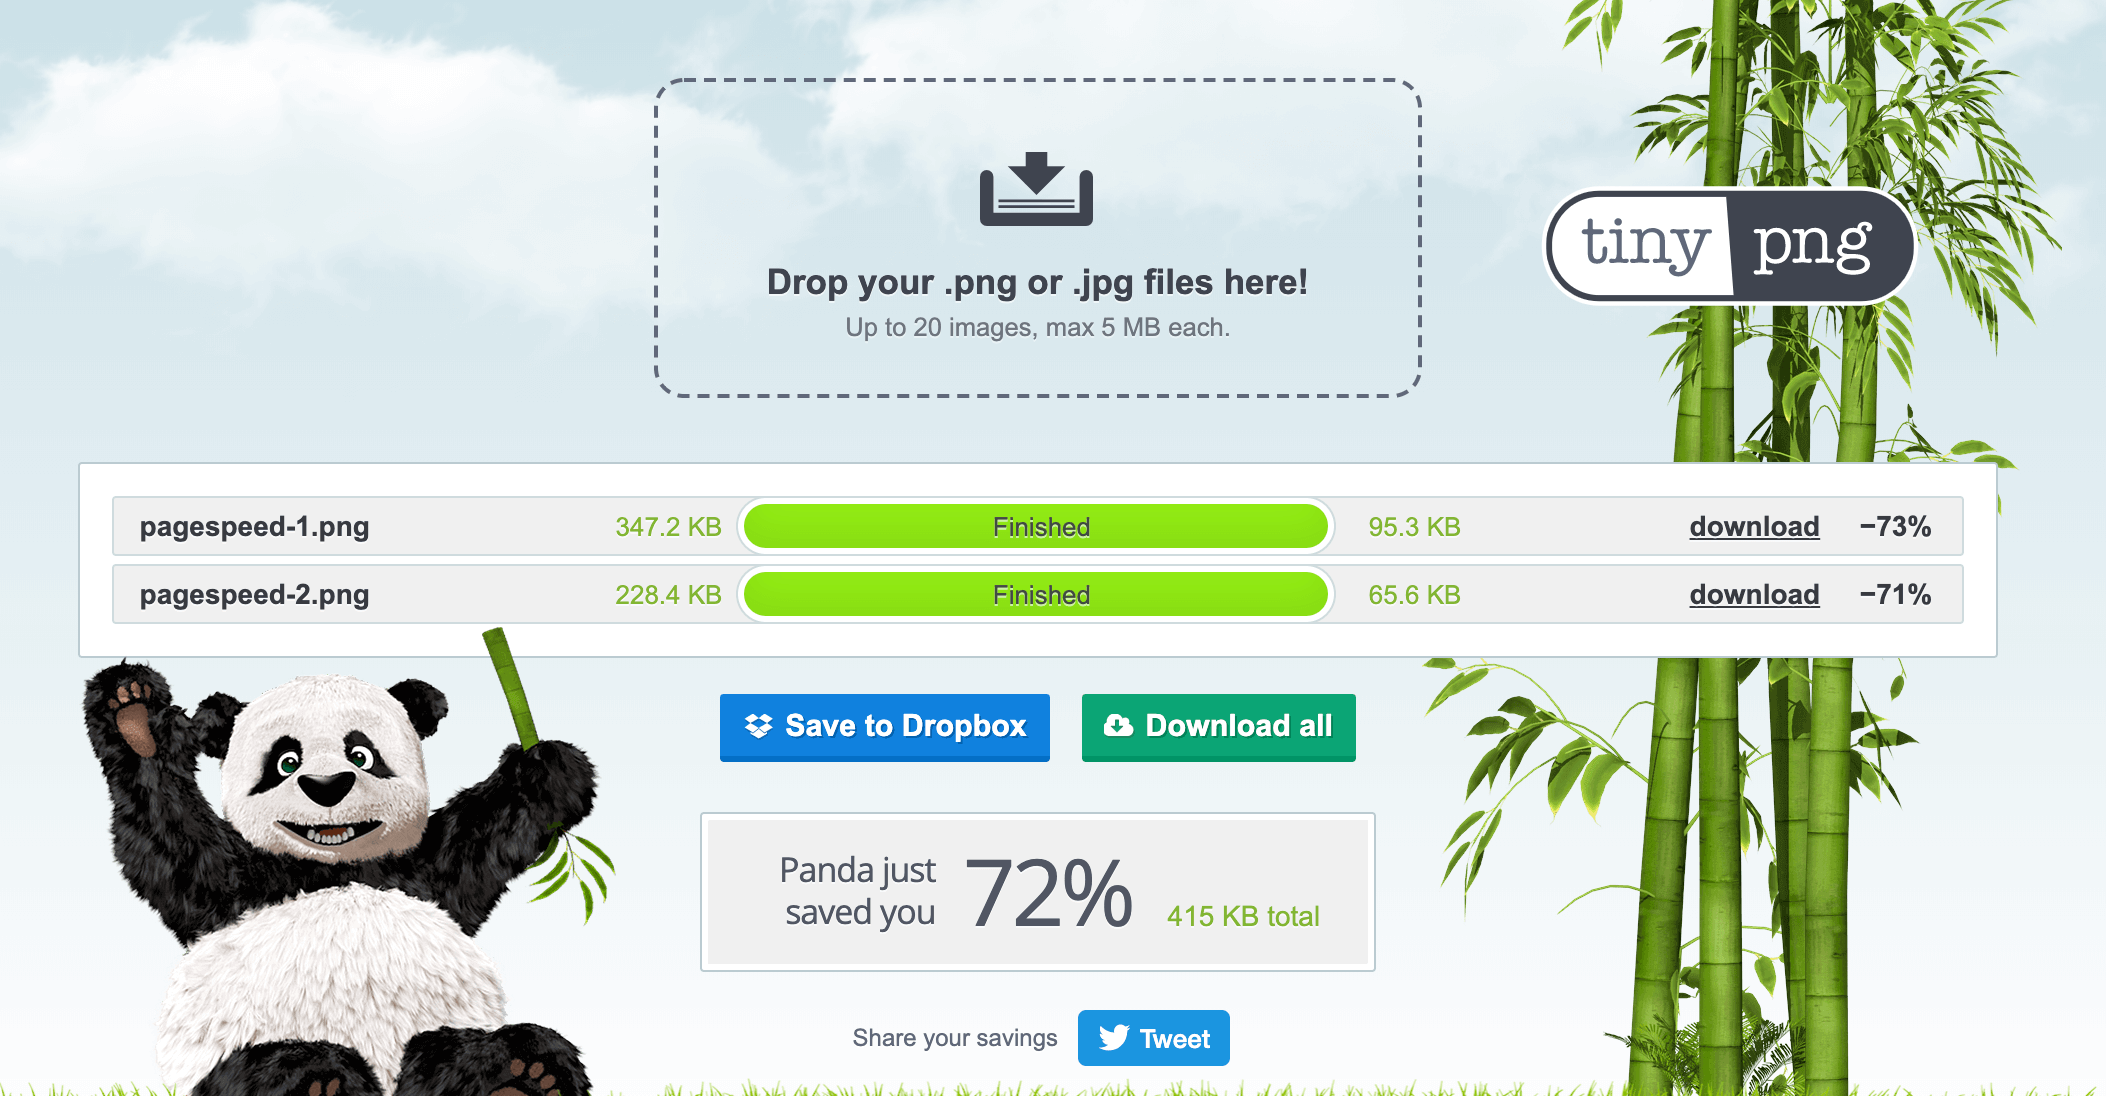 Drop your .png or .jpg files here!
Up to 20 images, max 5 MB each.
tiny png
pagespeed-1.png 347.2 KB Finished 95.3 KB download −73%
pagespeed-2.png 228.4 KB Finished 65.6 KB download −71%
Save to Dropbox Download all
Panda just
saved you 72% 415 KB total
Share your savings Tweet